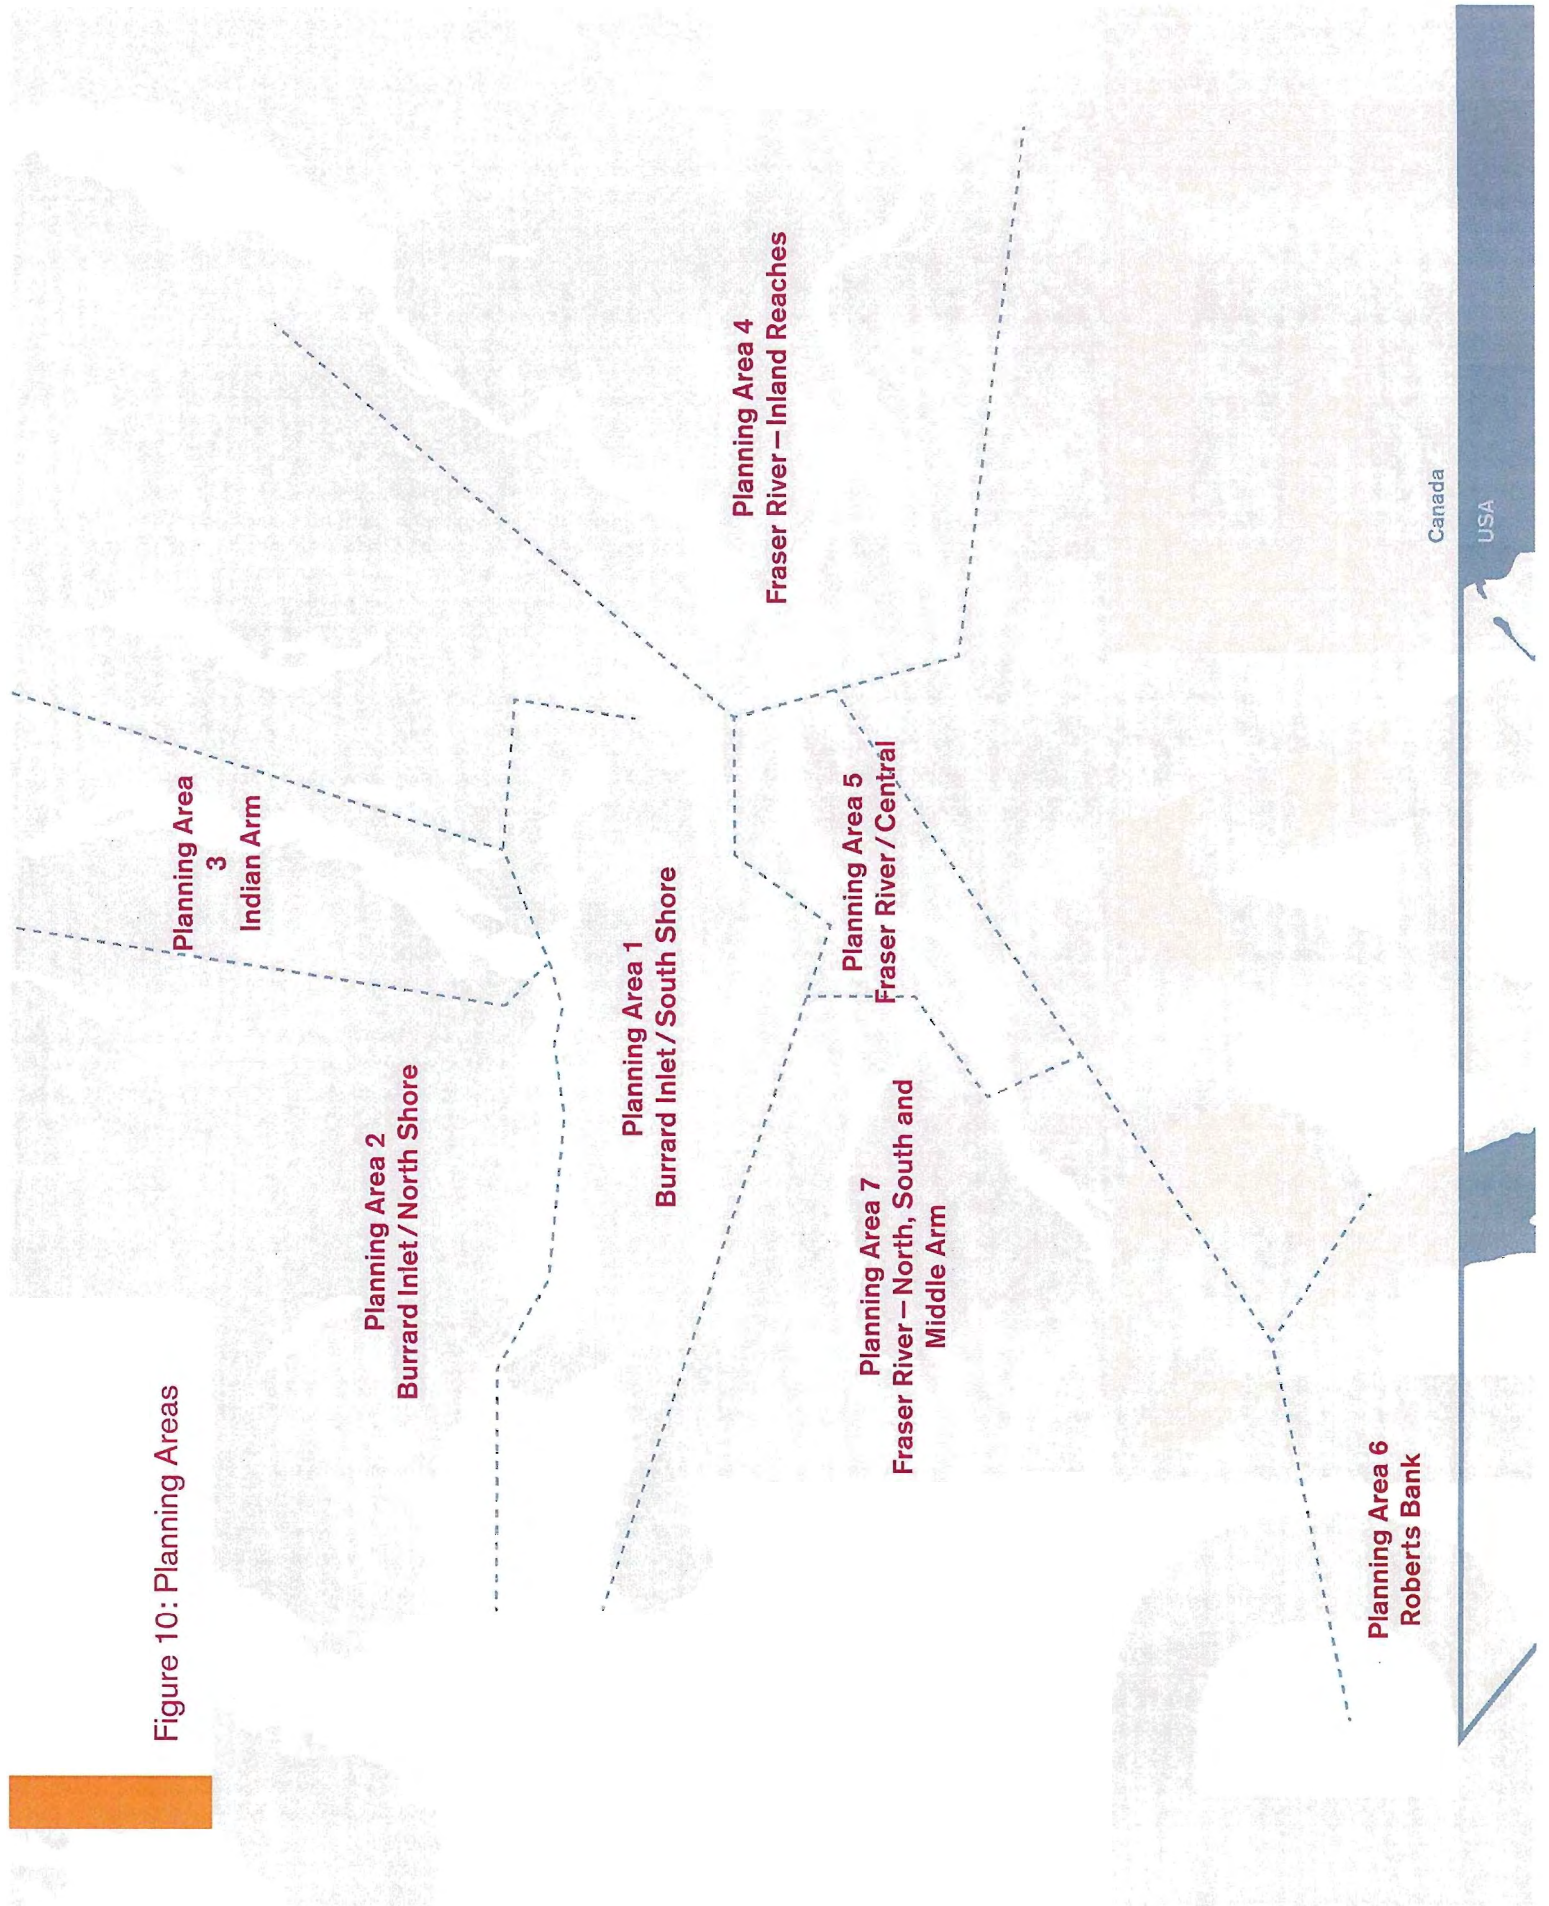 Figure 10: Planning Areas
Planning Area
3
Indian Arm
Planning Area 2
Burrard Inlet/North Shore
Planning Area 1
Burrard Inlet/South Shore
Planning Area 4
Fraser River—Inland Reaches
Planning Area 5
Fraser River/Central
Planning Area 7
Fraser River—North, South and
Middle Arm
Planning Area 6
Roberts Bank
Canada
USA